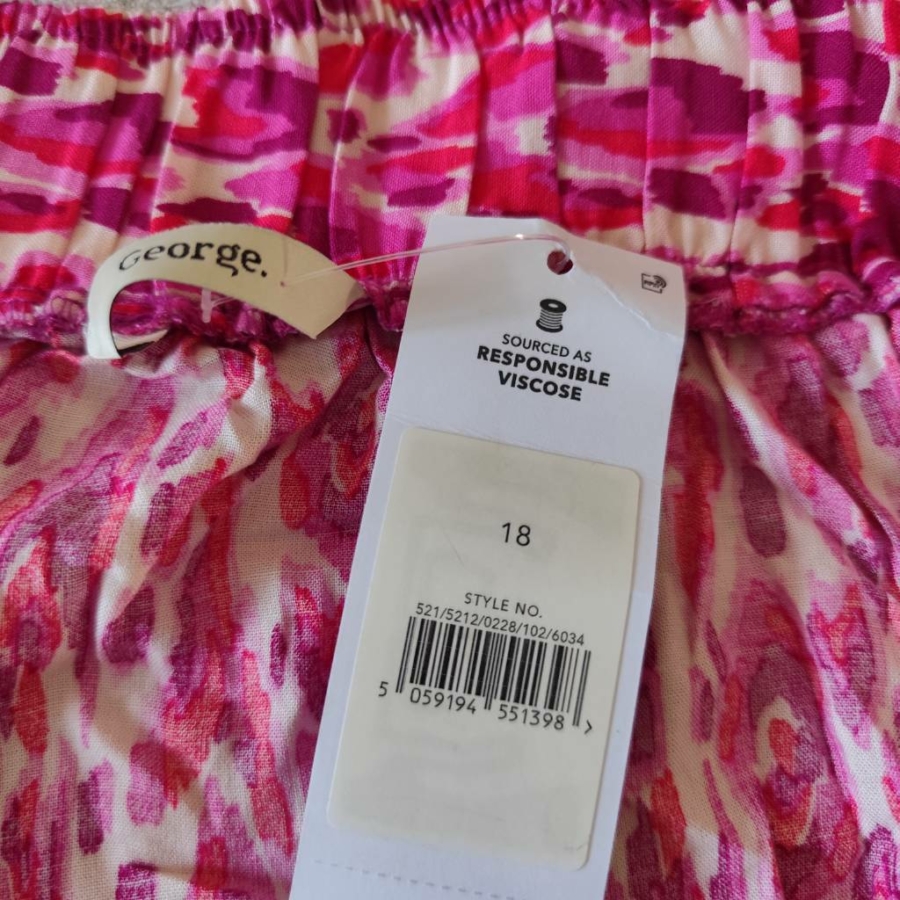 George.
SOURCED AS
RESPONSIBLE
VISCOSE
18
STYLE NO.
521/5212/0228/102/6034
5 059194 551398 >